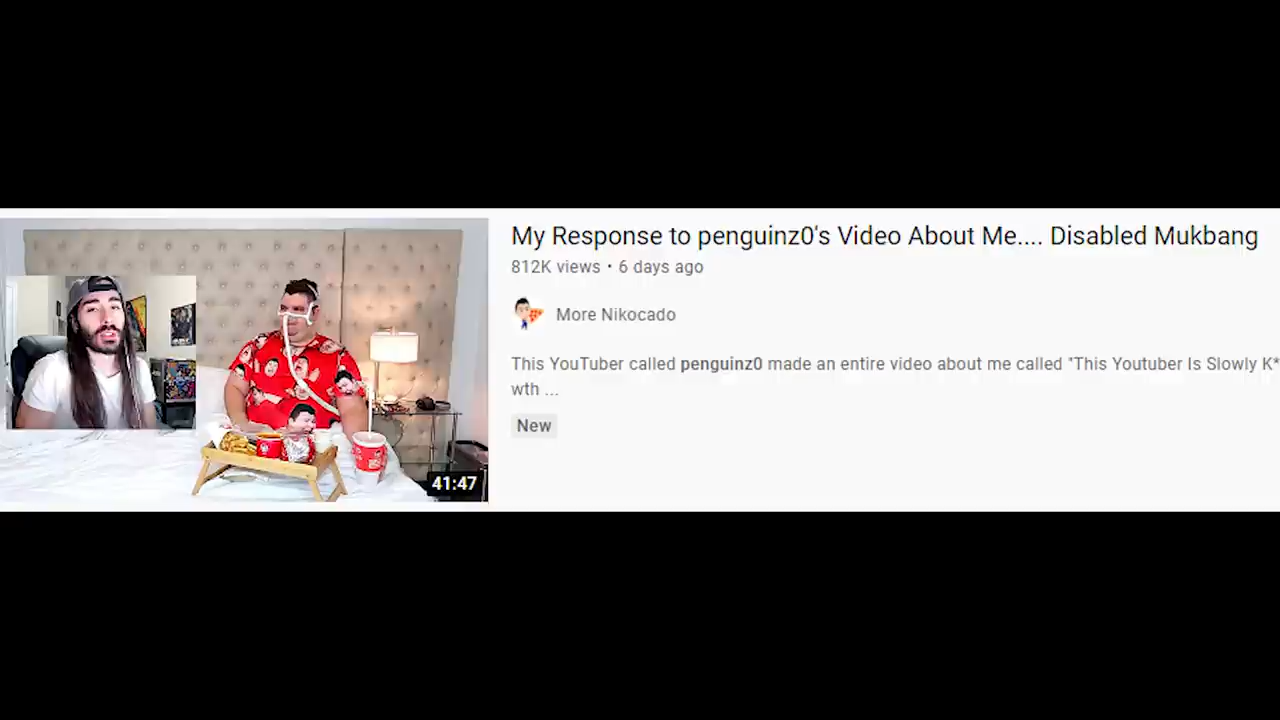 My Response to penguinz0's Video About Me.... Disabled Mukbang
812K views • 6 days ago
More Nikocado
This YouTuber called penguinz0 made an entire video about me called "This Youtuber Is Slowly K*
wth ...
New
41:47